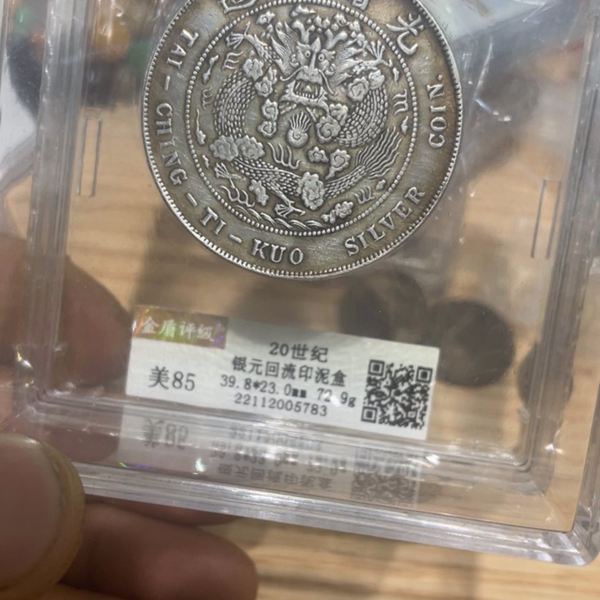 光
TAI-CHING-TI-KUO SILVER COIN.
金盾评级
美85
20世纪
银元回流印泥盒
39.8*23.0mm 72.9g
22112005783